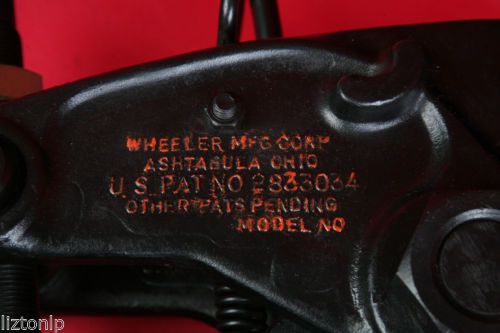 WHEELER MFG CORP
ASHTABULA OHIO
U.S. PAT NO 2833034
OTHER PATS PENDING
MODEL NO
liztonlp